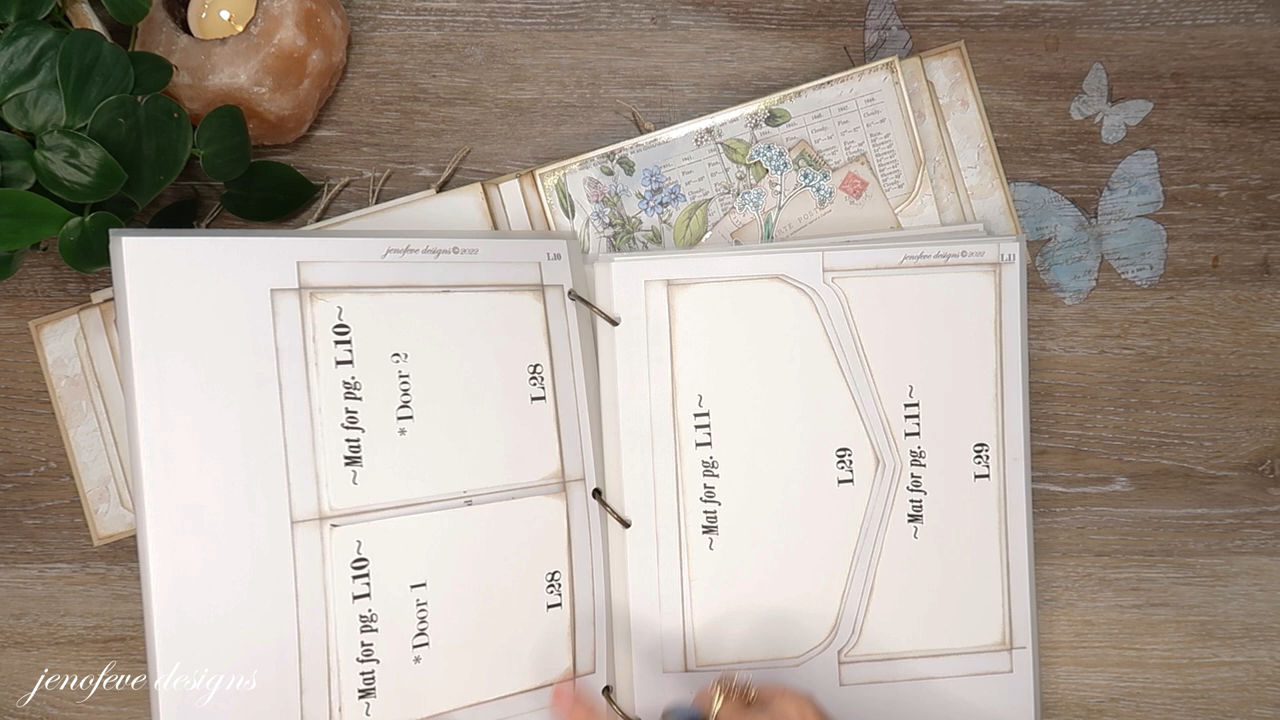 jenofeve designs©2022
L10
~Mat for pg. L10~
*Door 2
L28
~Mat for pg. L10~
*Door 1
L28
jenofeve designs©2022
L11
~Mat for pg. L11~
L29
~Mat for pg. L11~
L29
jenofeve designs